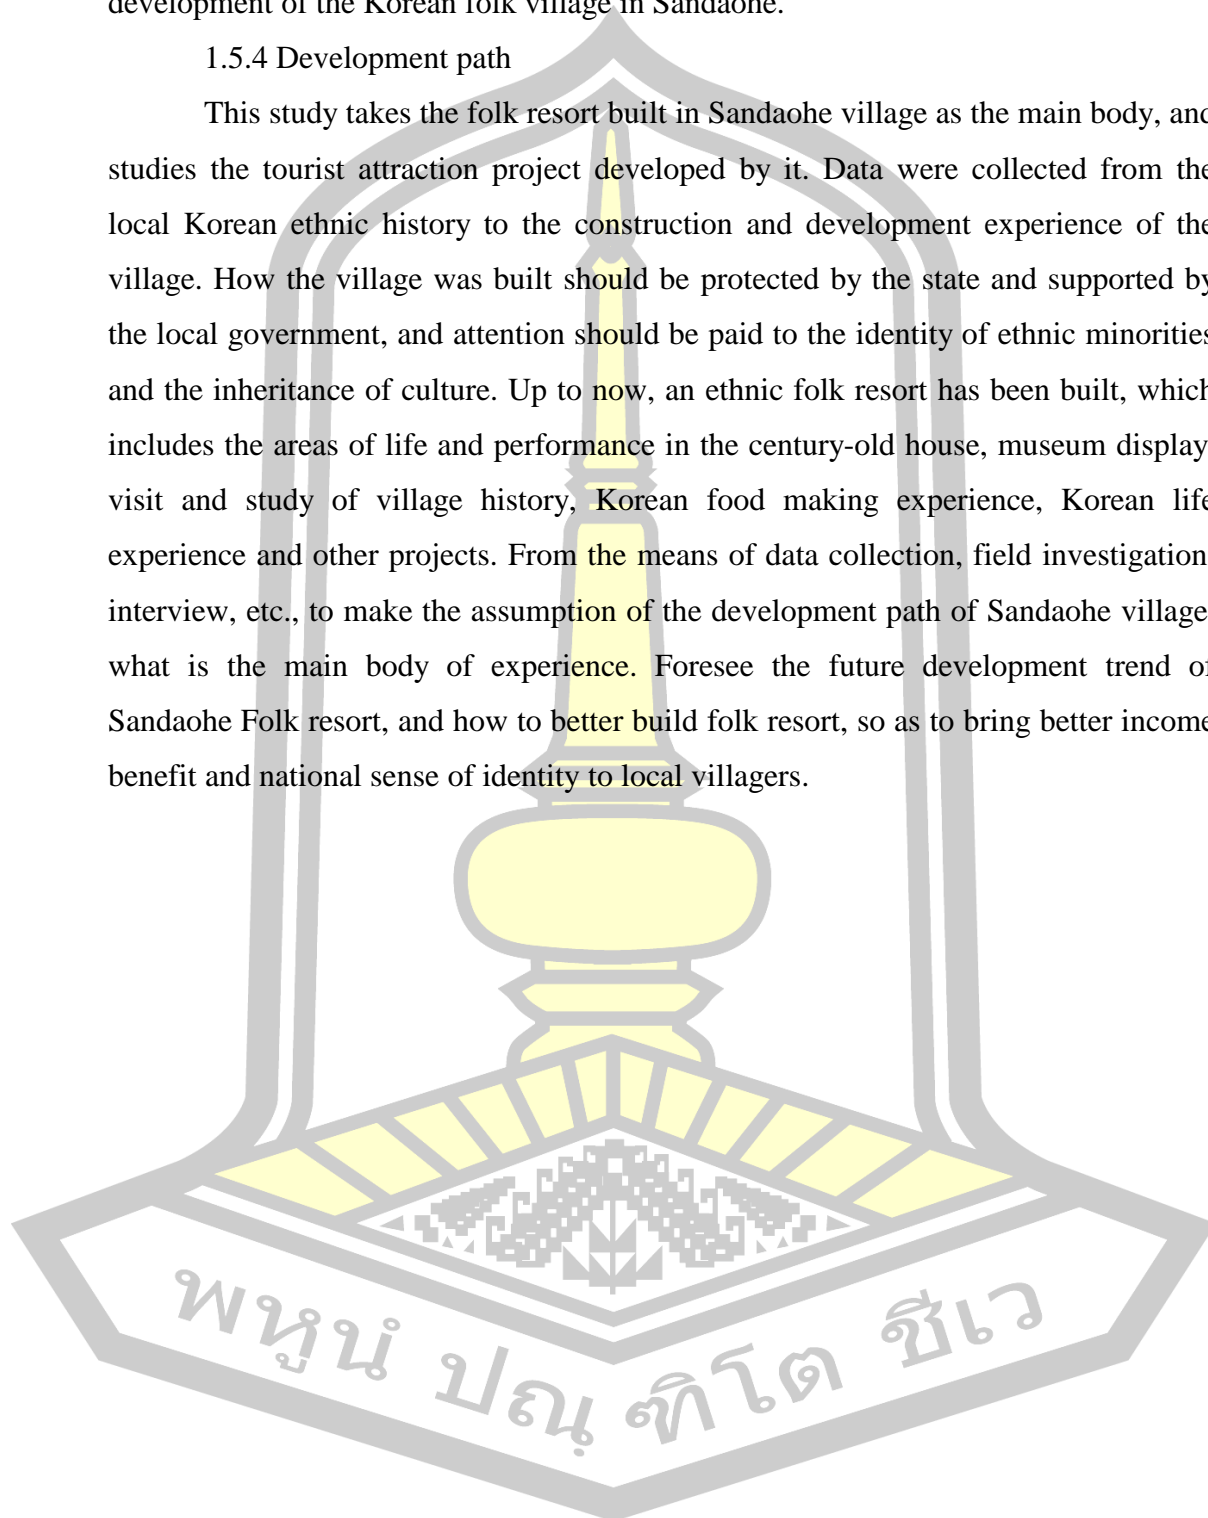 development of the Korean folk village in Sandaohe.
1.5.4 Development path
This study takes the folk resort built in Sandaohe village as the main body, and
studies the tourist attraction project developed by it. Data were collected from the
local Korean ethnic history to the construction and development experience of the
village. How the village was built should be protected by the state and supported by
the local government, and attention should be paid to the identity of ethnic minorities
and the inheritance of culture. Up to now, an ethnic folk resort has been built, which
includes the areas of life and performance in the century-old house, museum display,
visit and study of village history, Korean food making experience, Korean life
experience and other projects. From the means of data collection, field investigation,
interview, etc., to make the assumption of the development path of Sandaohe village,
what is the main body of experience. Foresee the future development trend of
Sandaohe Folk resort, and how to better build folk resort, so as to bring better income
benefit and national sense of identity to local villagers.
พหูนํ ปณฺฑิโต ชีเว